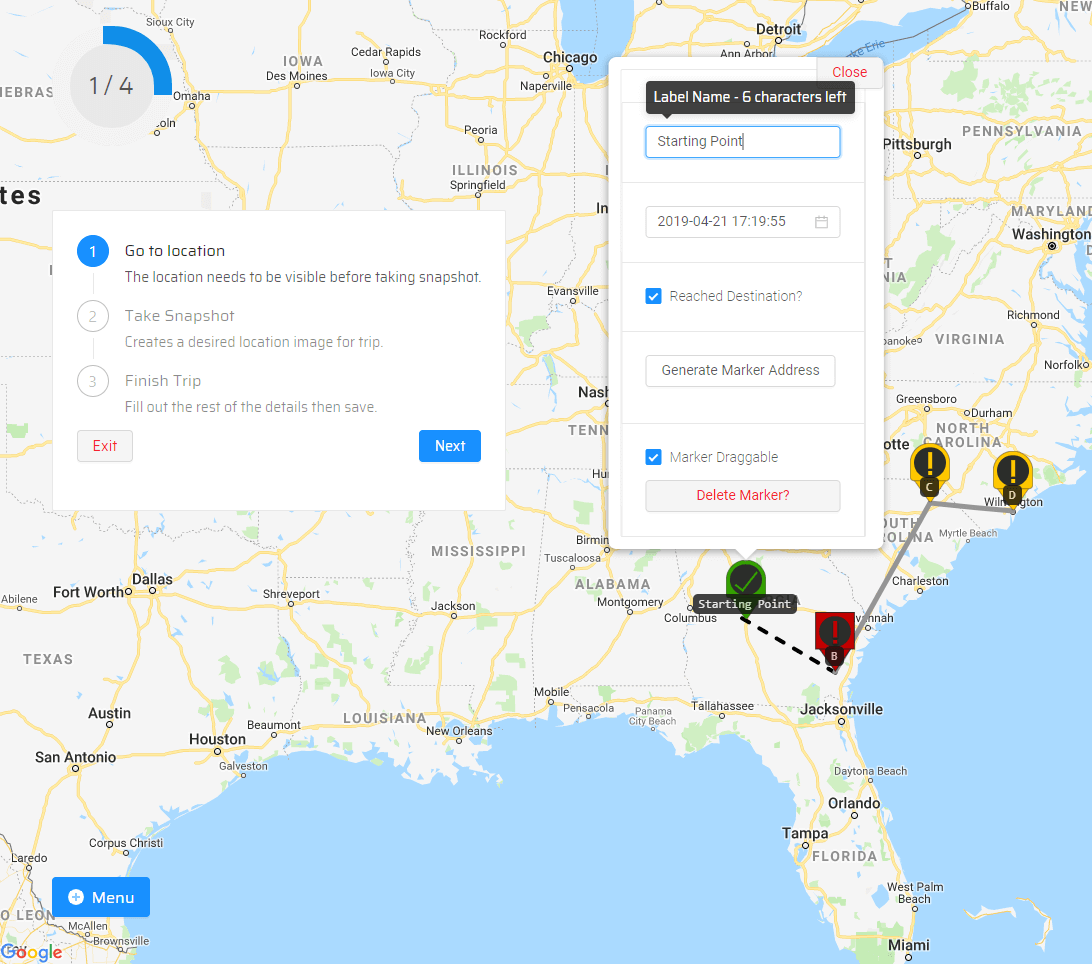 1 / 4
tes
1
Go to location
The location needs to be visible before taking snapshot.
2
Take Snapshot
Creates a desired location image for trip.
3
Finish Trip
Fill out the rest of the details then save.
Exit
Next
Close
Label Name - 6 characters left
Starting Point
2019-04-21 17:19:55
Reached Destination?
Generate Marker Address
Marker Draggable
Delete Marker?
Starting Point
B
C
D
Menu
Google
Sioux City
IOWA
Des Moines
Cedar Rapids
Iowa City
Omaha
Rockford
Chicago
Naperville
Peoria
ILLINOIS
Springfield
Detroit
Ann Arbor
Buffalo
NEW
PENNSYLVANIA
Pittsburgh
MARYLAND
Washington
Evansville
Richmond
VIRGINIA
Norfolk
Greensboro
Durham
NORTH
CAROLINA
Wilmington
Myrtle Beach
Charleston
Nash
TENN
MISSISSIPPI
Tuscaloosa
ALABAMA
Montgomery
Columbus
Dallas
Fort Worth
Abilene
Shreveport
Jackson
TEXAS
Austin
Houston
San Antonio
Beaumont
Galveston
LOUISIANA
New Orleans
Mobile
Pensacola
Panama
City Beach
Tallahassee
Jacksonville
Daytona Beach
Orlando
Tampa
FLORIDA
West Palm
Beach
Miami
Corpus Christi
Laredo
McAllen
Brownsville